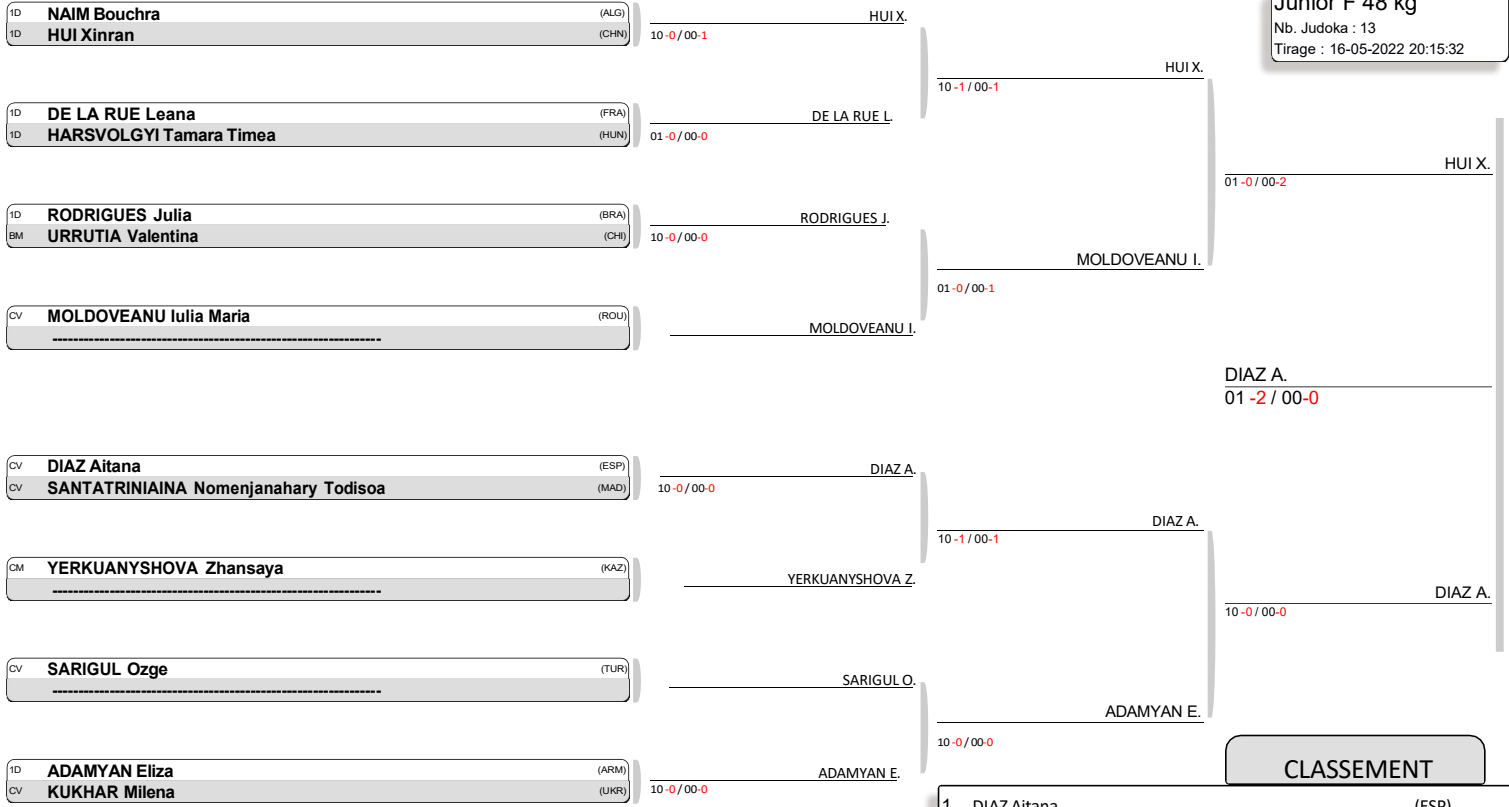 Junior F 48 kg
Nb. Judoka : 13
Tirage : 16-05-2022 20:15:32
1D NAIM Bouchra (ALG)
1D HUI Xinran (CHN)
HUI X.
10 -0 / 00-1
1D DE LA RUE Leana (FRA)
1D HARSVOLGYI Tamara Timea (HUN)
DE LA RUE L.
01 -0 / 00-0
HUI X.
10 -1 / 00-1
1D RODRIGUES Julia (BRA)
BM URRUTIA Valentina (CHI)
RODRIGUES J.
10 -0 / 00-0
CV MOLDOVEANU Iulia Maria (ROU)
----------------------------------------------------------------
MOLDOVEANU I.
MOLDOVEANU I.
01 -0 / 00-1
HUI X.
01 -0 / 00-2
DIAZ A.
01 -2 / 00-0
CV DIAZ Aitana (ESP)
CV SANTATRINIAINA Nomenjanahary Todisoa (MAD)
DIAZ A.
10 -0 / 00-0
CM YERKUANYSHOVA Zhansaya (KAZ)
----------------------------------------------------------------
YERKUANYSHOVA Z.
DIAZ A.
10 -1 / 00-1
CV SARIGUL Ozge (TUR)
----------------------------------------------------------------
SARIGUL O.
1D ADAMYAN Eliza (ARM)
CV KUKHAR Milena (UKR)
ADAMYAN E.
10 -0 / 00-0
ADAMYAN E.
10 -0 / 00-0
DIAZ A.
10 -0 / 00-0
CLASSEMENT
1 DIAZ Aitana (ESP)